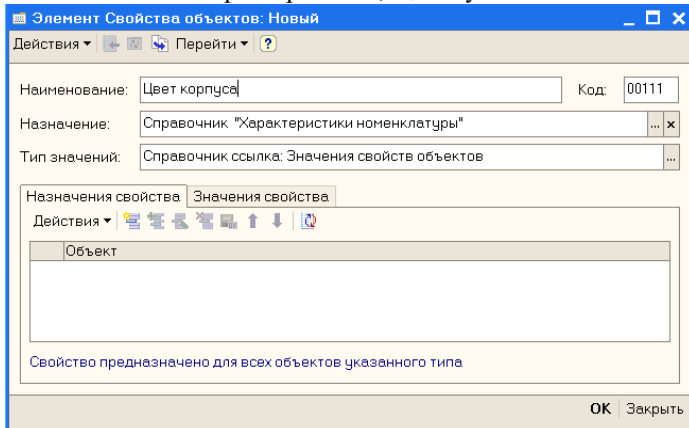 Элемент Свойства объектов: Новый
Действия Перейти ?
Наименование: Цвет корпуса Код: 00111
Назначение: Справочник "Характеристики номенклатуры" ... x
Тип значений: Справочник ссылка: Значения свойств объектов ...
Назначения свойства Значения свойства
Действия
Объект
Свойство предназначено для всех объектов указанного типа
OK Закрыть